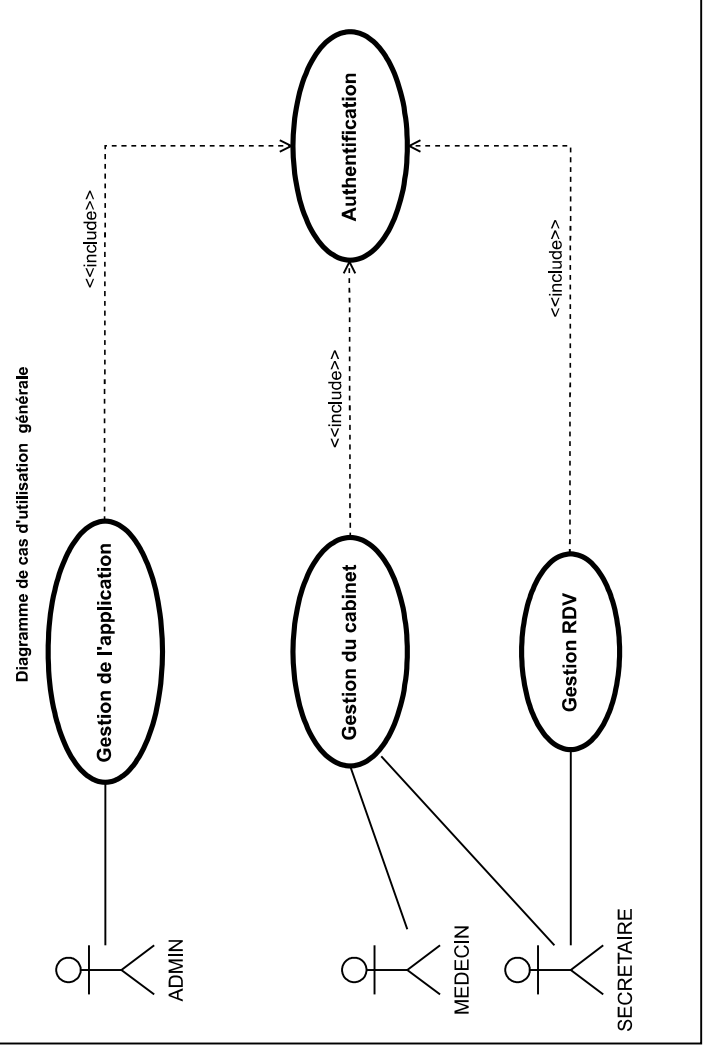 Diagramme de cas d'utilisation générale
Gestion de l'application
<<include>>
ADMIN
Authentification
Gestion du cabinet
<<include>>
MEDECIN
Gestion RDV
<<include>>
SECRETAIRE